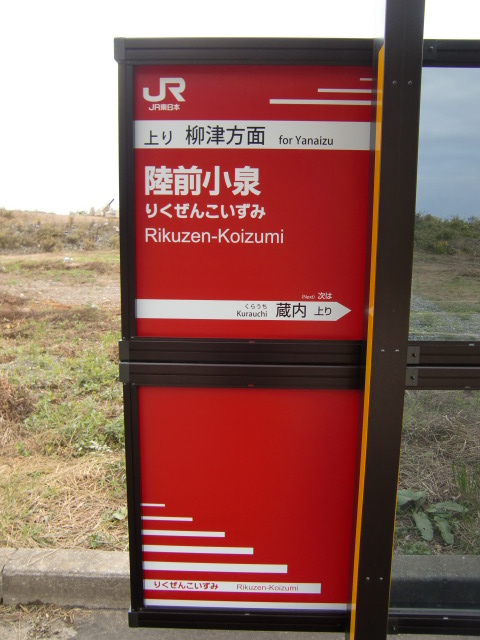 JR
JR東日本
上り 柳津方面 for Yanaizu
陸前小泉
りくぜんこいずみ
Rikuzen-Koizumi
(Next) 次は
くらうち
Kurauchi 蔵内 上り
りくぜんこいずみ Rikuzen-Koizumi